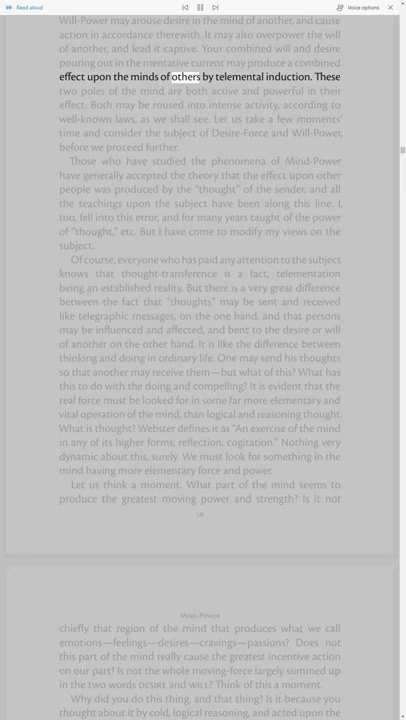 Read aloud
Voice options
Will-Power may arouse desire in the mind of another, and cause
action in accordance therewith. It may also overpower the will
of another, and lead it captive. Your combined will and desire
pouring out in the mentative current may produce a combined
effect upon the minds of others by telemental induction. These
two poles of the mind are both active and powerful in their
effect. Both may be roused into intense activity, according to
well-known laws, as we shall see. Let us take a few moments'
time and consider the subject of Desire-Force and Will-Power,
before we proceed further.
Those who have studied the phenomena of Mind-Power
have generally accepted the theory that the effect upon other
people was produced by the “thought” of the sender, and all
the teachings upon the subject have been along this line. I,
too, fell into this error, and for many years taught of the power
of “thought,” etc. But I have come to modify my views on the
subject.
Of course, everyone who has paid any attention to the subject
knows that thought-transference is a fact, telementation
being an established reality. But there is a very great difference
between the fact that “thoughts” may be sent and received
like telegraphic messages, on the one hand, and that persons
may be influenced and affected, and bent to the desire or will
of another on the other hand. It is like the difference between
thinking and doing in ordinary life. One may send his thoughts
so that another may receive them—but what of this? What has
this to do with the doing and compelling? It is evident that the
real force must be looked for in some far more elementary and
vital operation of the mind, than logical and reasoning thought.
What is thought? Webster defines it as “An exercise of the mind
in any of its higher forms; reflection, cogitation.” Nothing very
dynamic about this, surely. We must look for something in the
mind having more elementary force and power.
Let us think a moment. What part of the mind seems to
produce the greatest moving power and strength? Is it not
59
Mind-Power
chiefly that region of the mind that produces what we call
emotions—feelings—desires—cravings—passions? Does not
this part of the mind really cause the greatest incentive action
on our part? Is not the whole moving-force largely summed up
in the two words DESIRE and WILL? Think of this a moment.
Why did you do this thing, and that thing? Is it because you
thought about it by cold, logical reasoning, and acted upon the